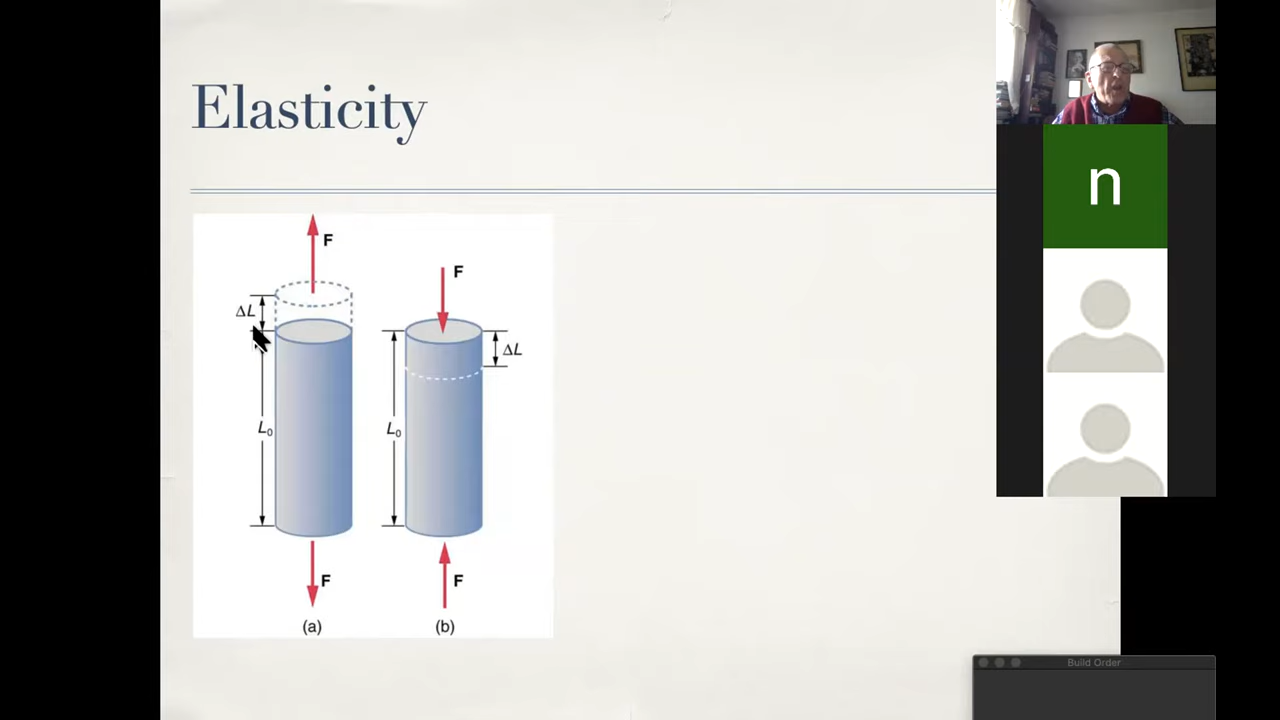 Elasticity
F
F
ΔL
ΔL
L₀
L₀
F
F
(a)
(b)
n
Build Order